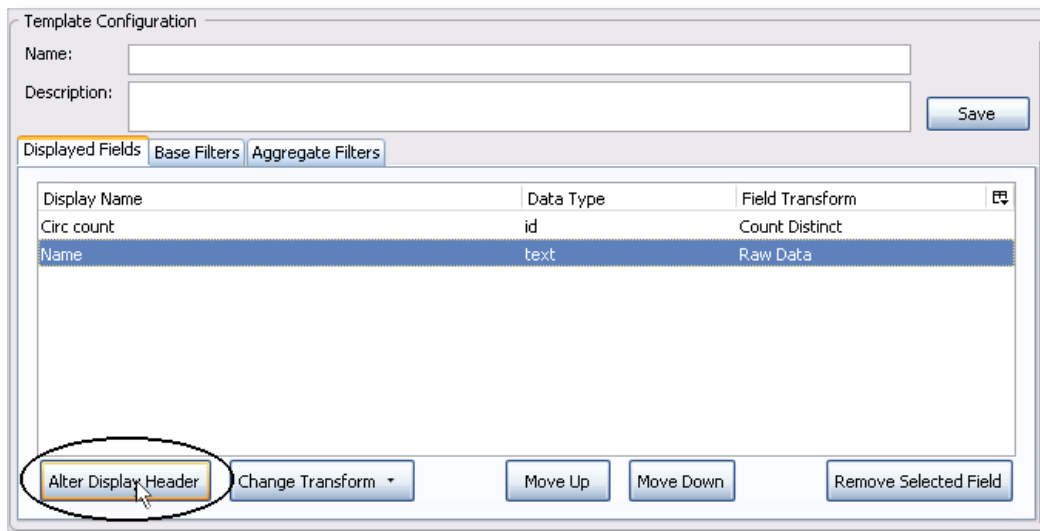 Template Configuration
Name:
Description:
Save
Displayed Fields Base Filters Aggregate Filters
Display Name Data Type Field Transform
Circ count id Count Distinct
Name text Raw Data
Alter Display Header Change Transform Move Up Move Down Remove Selected Field